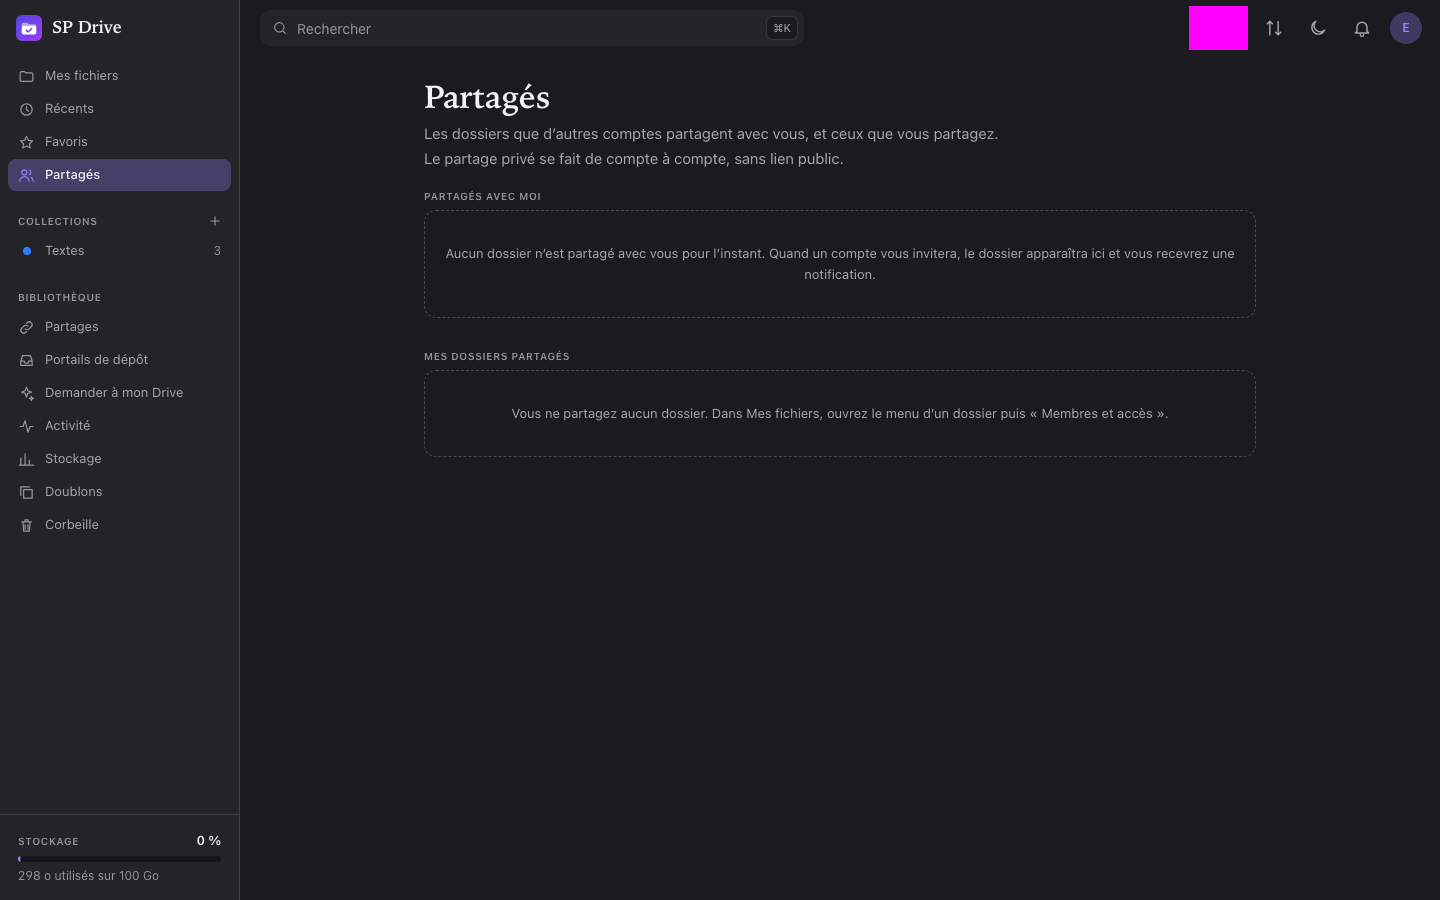 SP Drive
Rechercher
⌘K
E
Mes fichiers
Récents
Favoris
Partagés
COLLECTIONS
Textes 3
BIBLIOTHÈQUE
Partages
Portails de dépôt
Demander à mon Drive
Activité
Stockage
Doublons
Corbeille
STOCKAGE 0 %
298 o utilisés sur 100 Go
Partagés
Les dossiers que d’autres comptes partagent avec vous, et ceux que vous partagez.
Le partage privé se fait de compte à compte, sans lien public.
PARTAGÉS AVEC MOI
Aucun dossier n’est partagé avec vous pour l’instant. Quand un compte vous invitera, le dossier apparaîtra ici et vous recevrez une
notification.
MES DOSSIERS PARTAGÉS
Vous ne partagez aucun dossier. Dans Mes fichiers, ouvrez le menu d’un dossier puis « Membres et accès ».